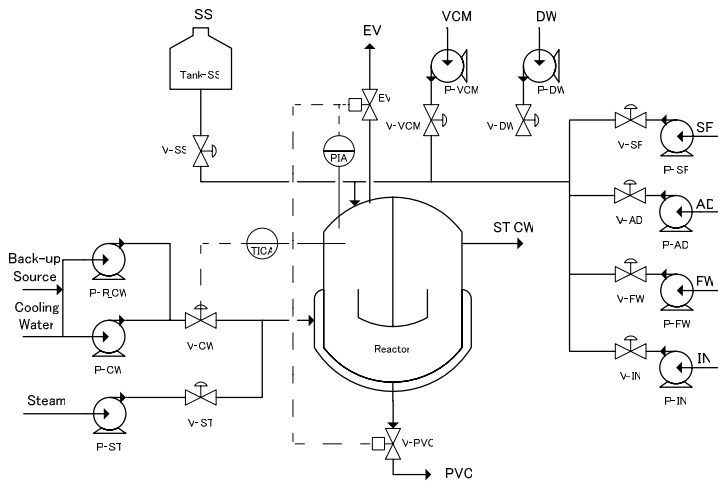 SS
Tank-SS
V-SS
EV
EV
PIA
VCM
P-VCM
V-VCM
DW
P-DW
V-DW
V-SF
SF
P-SF
V-AD
AD
P-AD
V-FW
FW
P-FW
V-IN
IN
P-IN
ST CW
TICA
Back-up
Source
P-R_CW
Cooling
Water
P-CW
V-CW
Steam
P-ST
V-ST
Reactor
V-PVC
PVC